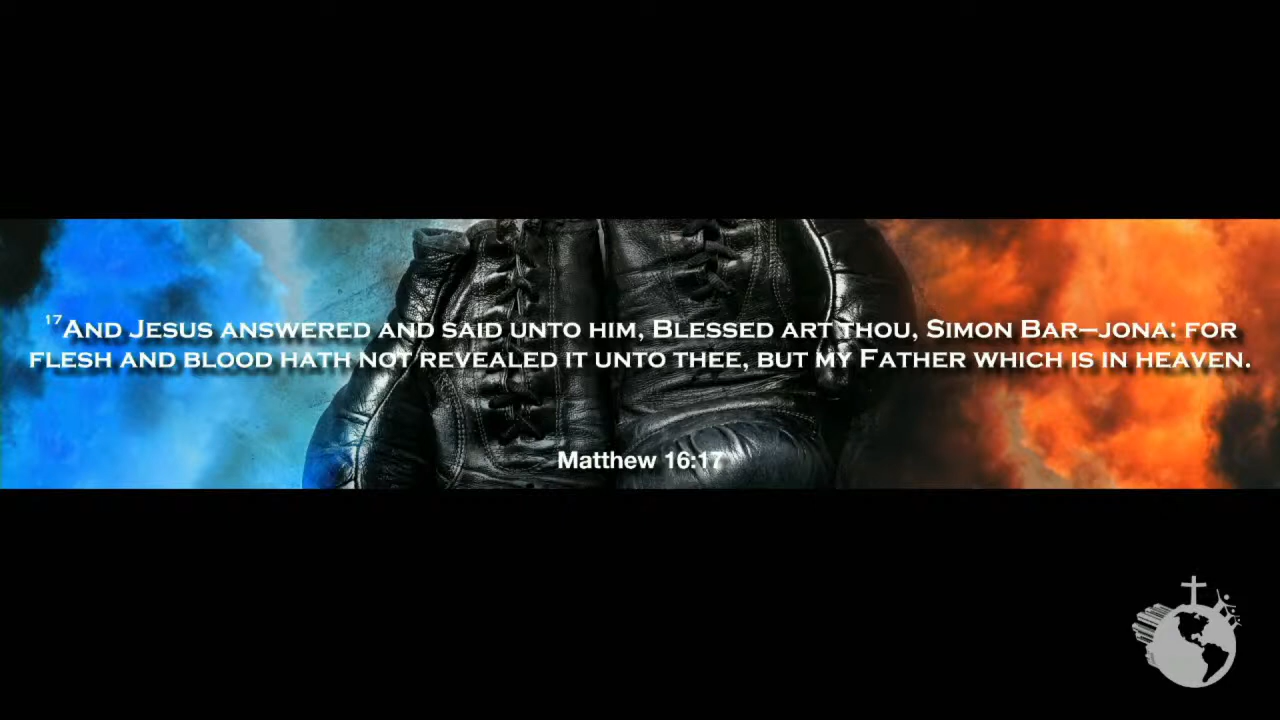 17And Jesus answered and said unto him, Blessed art thou, Simon Bar–jona: for
flesh and blood hath not revealed it unto thee, but my Father which is in heaven.
Matthew 16:17